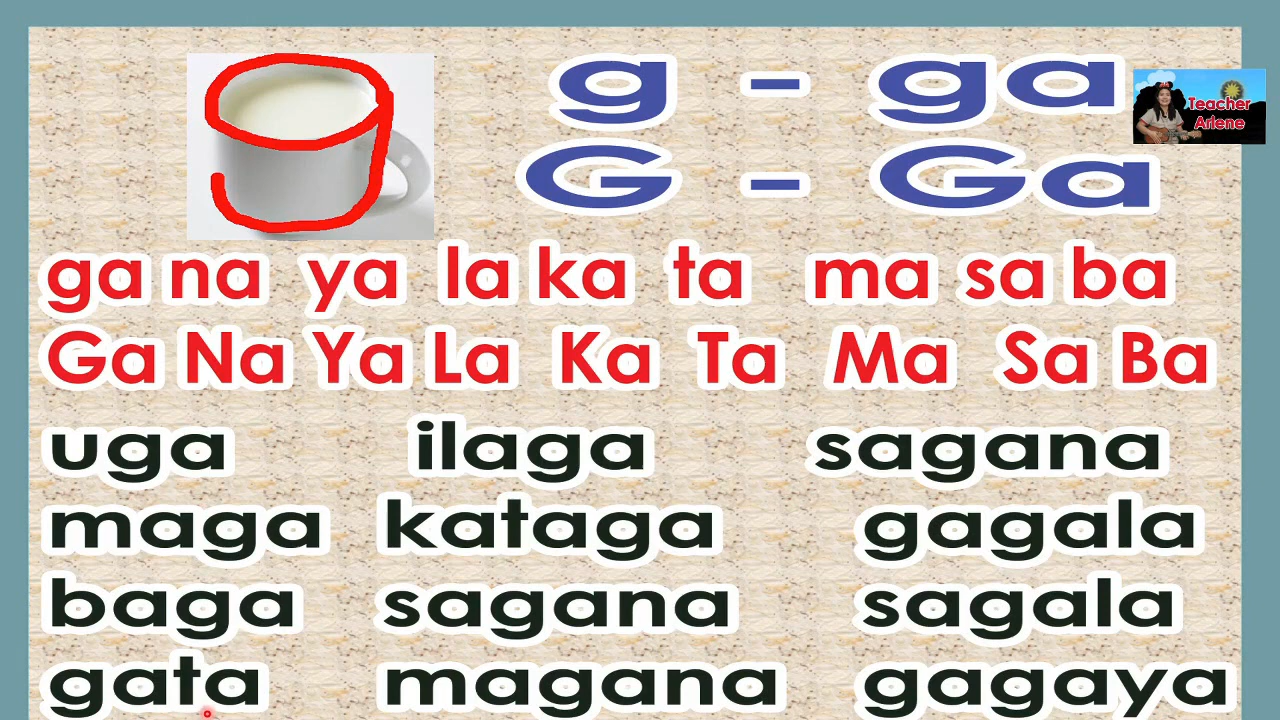 g - ga
Teacher
Arlene
G - Ga
ga na ya la ka ta ma sa ba
Ga Na Ya La Ka Ta Ma Sa Ba
uga ilaga sagana
maga kataga gagala
baga sagana sagala
gata magana gagaya